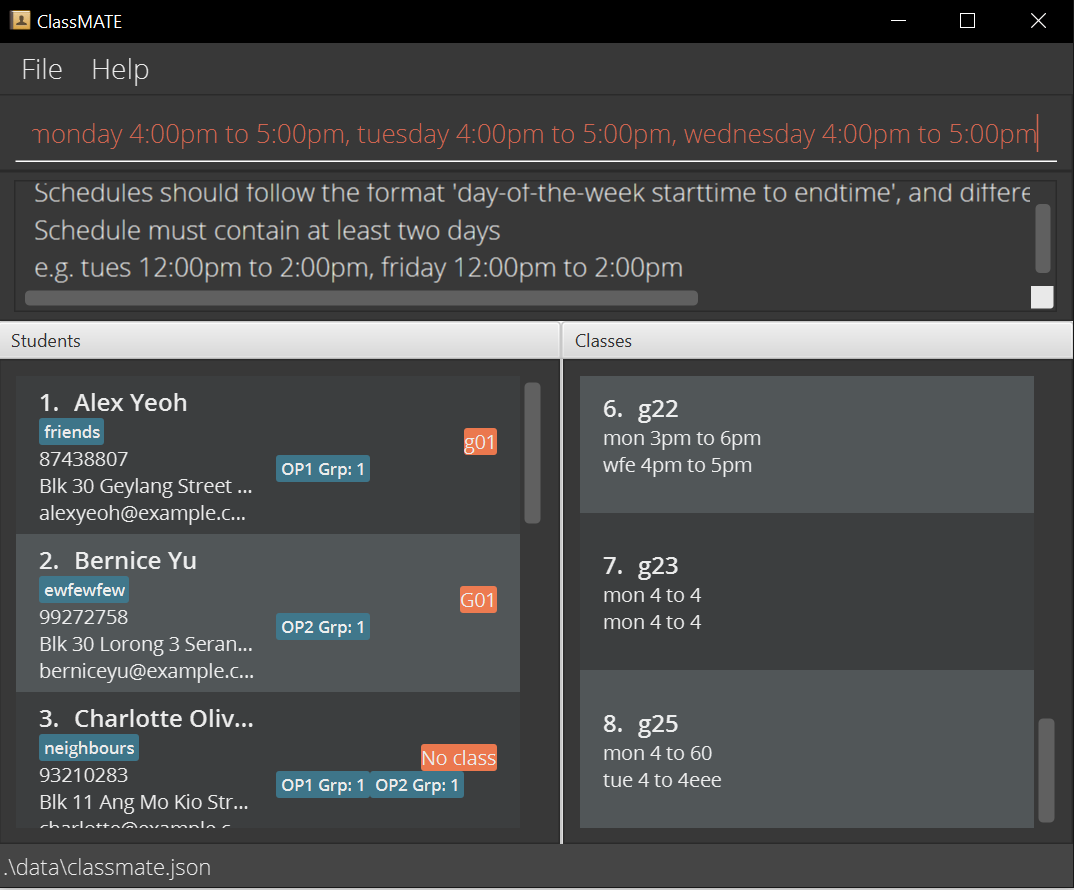 ClassMATE
File Help
monday 4:00pm to 5:00pm, tuesday 4:00pm to 5:00pm, wednesday 4:00pm to 5:00pm
Schedules should follow the format 'day-of-the-week starttime to endtime', and differe
Schedule must contain at least two days
e.g. tues 12:00pm to 2:00pm, friday 12:00pm to 2:00pm
Students
1. Alex Yeoh
friends
g01
87438807
OP1 Grp: 1
Blk 30 Geylang Street ...
alexyeoh@example.c...
2. Bernice Yu
ewfewfew
G01
99272758
OP2 Grp: 1
Blk 30 Lorong 3 Seran...
berniceyu@example.c...
3. Charlotte Oliv...
neighbours
No class
93210283
OP1 Grp: 1 OP2 Grp: 1
Blk 11 Ang Mo Kio Str...
charlotte@example.c...
Classes
6. g22
mon 3pm to 6pm
wfe 4pm to 5pm
7. g23
mon 4 to 4
mon 4 to 4
8. g25
mon 4 to 60
tue 4 to 4eee
.\data\classmate.json